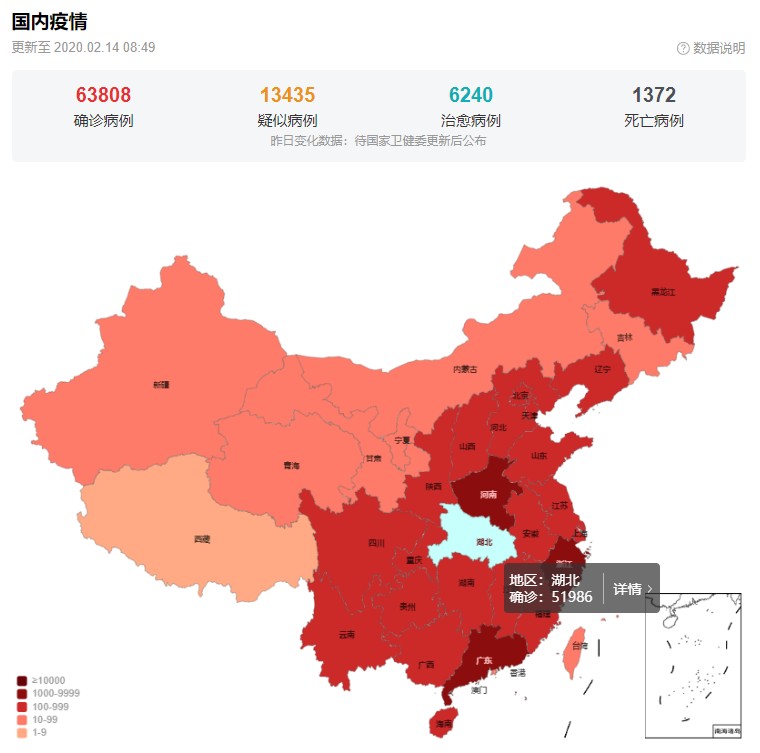 国内疫情
更新至 2020.02.14 08:49
数据说明
63808 13435 6240 1372
确诊病例 疑似病例 治愈病例 死亡病例
昨日变化数据：待国家卫健委更新后公布
黑龙江
吉林
辽宁
内蒙古
新疆
北京
天津
河北
宁夏
山西
山东
青海
甘肃
陕西
河南
江苏
安徽
上海
西藏
四川
湖北
重庆
浙江
地区：湖北
确诊：51986
详情
湖南
贵州
福建
云南
广西
广东
台湾
香港
澳门
海南
南海诸岛
≥10000
1000-9999
100-999
10-99
1-9